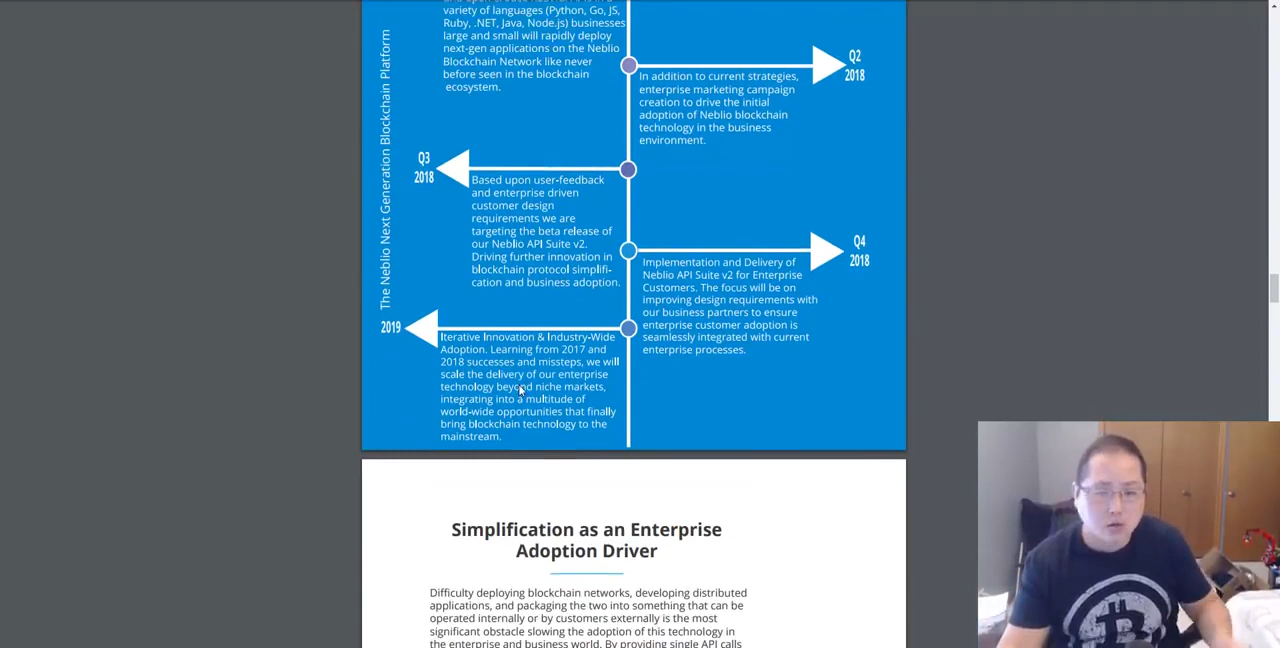 variety of languages (Python, Go, JS,
Ruby, .NET, Java, Node.js) businesses
large and small will rapidly deploy
next-gen applications on the Neblio
Blockchain Network like never
before seen in the blockchain
ecosystem.
The Neblio Next Generation Blockchain Platform
Q2
2018
In addition to current strategies,
enterprise marketing campaign
creation to drive the initial
adoption of Neblio blockchain
technology in the business
environment.
Q3
2018
Based upon user-feedback
and enterprise driven
customer design
requirements we are
targeting the beta release of
our Neblio API Suite v2.
Driving further innovation in
blockchain protocol simplifi-
cation and business adoption.
Q4
2018
Implementation and Delivery of
Neblio API Suite v2 for Enterprise
Customers. The focus will be on
improving design requirements with
our business partners to ensure
enterprise customer adoption is
seamlessly integrated with current
enterprise processes.
2019
Iterative Innovation & Industry-Wide
Adoption. Learning from 2017 and
2018 successes and missteps, we will
scale the delivery of our enterprise
technology beyond niche markets,
integrating into a multitude of
world-wide opportunities that finally
bring blockchain technology to the
mainstream.
Simplification as an Enterprise
Adoption Driver
Difficulty deploying blockchain networks, developing distributed
applications, and packaging the two into something that can be
operated internally or by customers externally is the most
significant obstacle slowing the adoption of this technology in
the enterprise and business world. By providing single API calls